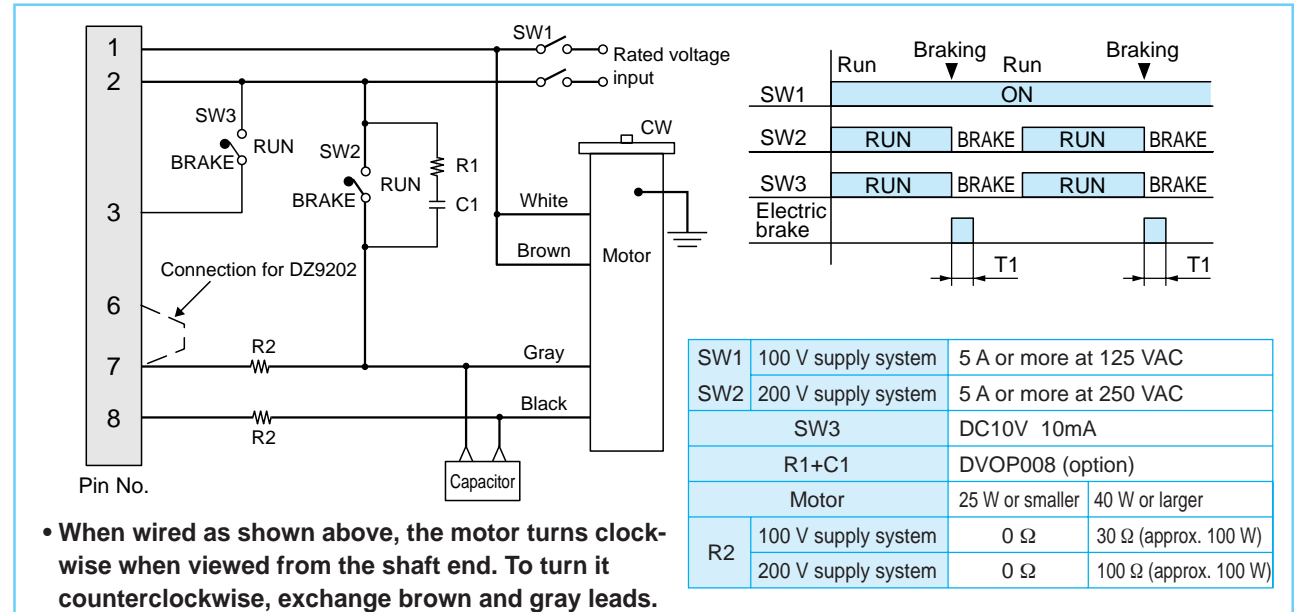 1
2
3
6
7
8
Pin No.
SW1
Rated voltage
input
SW3
RUN
BRAKE
SW2
RUN
BRAKE
R1
C1
CW
White
Brown
Motor
Connection for DZ9202
R2
Gray
Black
R2
Capacitor
• When wired as shown above, the motor turns clock-
wise when viewed from the shaft end. To turn it
counterclockwise, exchange brown and gray leads.
Run Braking Run Braking
SW1 ON
SW2 RUN BRAKE RUN BRAKE
SW3 RUN BRAKE RUN BRAKE
Electric
brake
T1 T1
SW1 100 V supply system 5 A or more at 125 VAC
SW2 200 V supply system 5 A or more at 250 VAC
SW3 DC10V 10mA
R1+C1 DVOP008 (option)
Motor 25 W or smaller 40 W or larger
R2 100 V supply system 0 Ω 30 Ω (approx. 100 W)
200 V supply system 0 Ω 100 Ω (approx. 100 W)